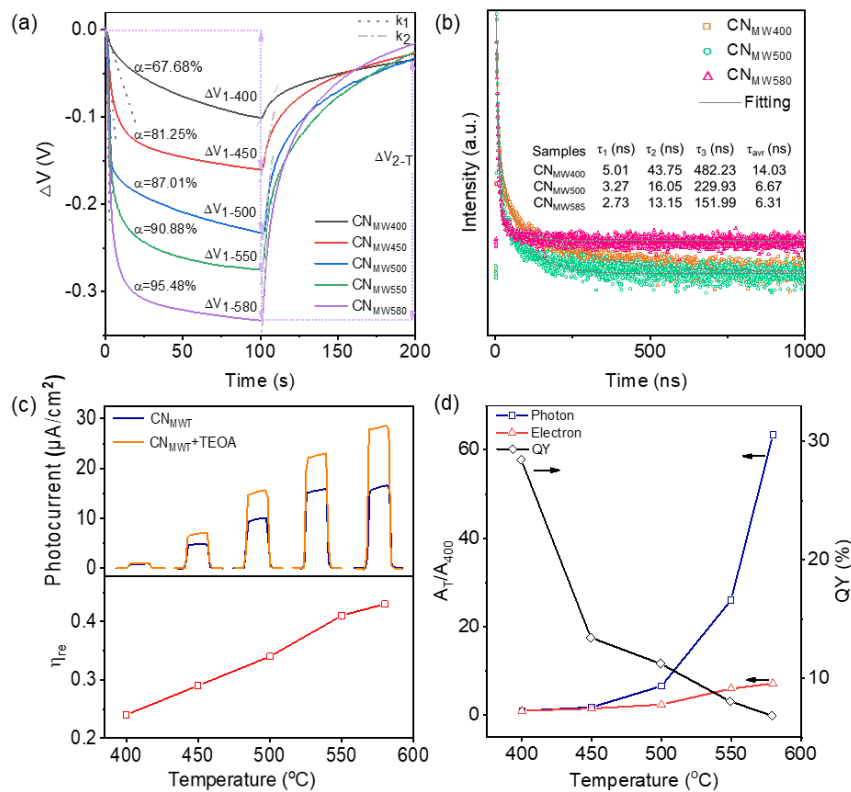 (a)
0.0
-0.1
-0.2
-0.3
ΔV (V)
0
50
100
150
200
Time (s)
k1
k2
α=67.68%
ΔV1-400
α=81.25%
ΔV1-450
α=87.01%
ΔV1-500
α=90.88%
ΔV1-550
α=95.48%
ΔV1-580
ΔV2-T
CNMW400
CNMW450
CNMW500
CNMW550
CNMW580
(b)
Intensity (a.u.)
CNMW400
CNMW500
CNMW580
Fitting
Samples τ1 (ns) τ2 (ns) τ3 (ns) τavr (ns)
CNMW400 5.01 43.75 482.23 14.03
CNMW500 3.27 16.05 229.93 6.67
CNMW585 2.73 13.15 151.99 6.31
0
500
1000
Time (ns)
(c)
Photocurrent (μA/cm²)
30
20
10
0
CNMWT
CNMWT+TEOA
ηre
0.4
0.3
0.2
400
450
500
550
600
Temperature (ºC)
(d)
Photon
Electron
QY
AT/A400
60
40
20
0
QY (%)
30
20
10
400
450
500
550
600
Temperature (°C)